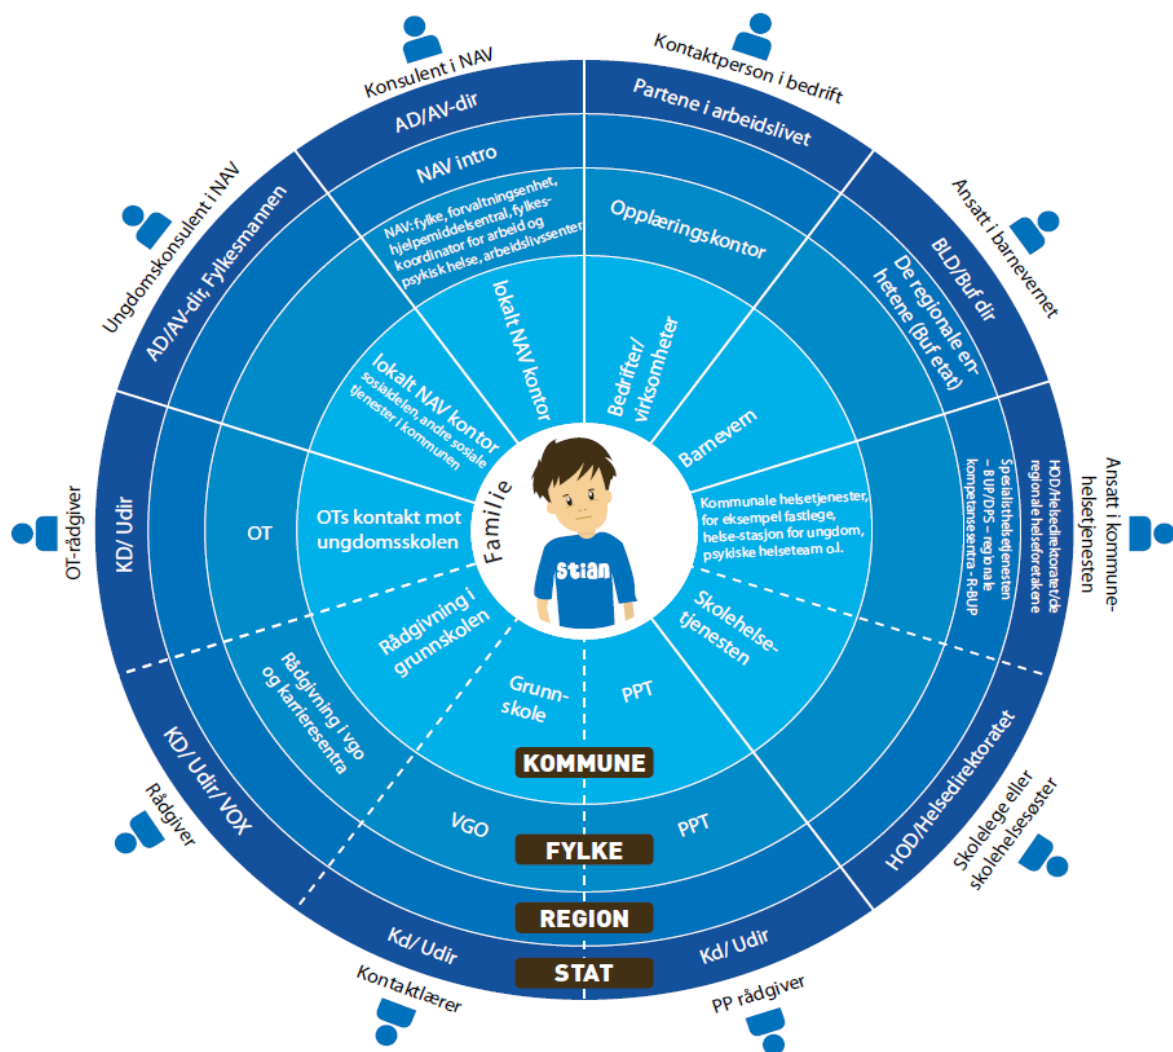 Konsulent i NAV
AD/AV-dir
NAV intro
NAV: fylke, forvaltningsenhet,
hjelpemiddelsentral, fylkes-
koordinator for arbeid og
psykisk helse, arbeidslivssenter
lokalt NAV kontor
Kontaktperson i bedrift
Partene i arbeidslivet
Opplæringskontor
Bedrifter/
virksomheter
Ansatt i barnevernet
BLD/Buf dir
De regionale en-
hetene (Buf etat)
Barnevern
Ansatt i kommune-
helsetjenesten
HOD/Helsedirektoratet/de
regionale helseforetakene
Spesialisthelsetjenesten
– BUP/DPS – regionale
kompetansesentra - R-BUP
Kommunale helsetjenester,
for eksempel fastlege,
helse-stasjon for ungdom,
psykiske helseteam o.l.
Skolelege eller
skolehelsesøster
HOD/Helsedirektoratet
Skolehelse-
tjenesten
PP rådgiver
Kd/ Udir
PPT
PPT
Kontaktlærer
Kd/ Udir
VGO
Grunn-
skole
Rådgiver
KD/ Udir/ VOX
Rådgivning i vgo
og karrieresentra
Rådgivning i
grunnskolen
OT-rådgiver
KD/ Udir
OT
OTs kontakt mot
ungdomsskolen
Ungdomskonsulent i NAV
AD/AV-dir, Fylkesmannen
lokalt NAV kontor
sosialdelen, andre sosiale
tjenester i kommunen
Familie
stian
KOMMUNE
FYLKE
REGION
STAT